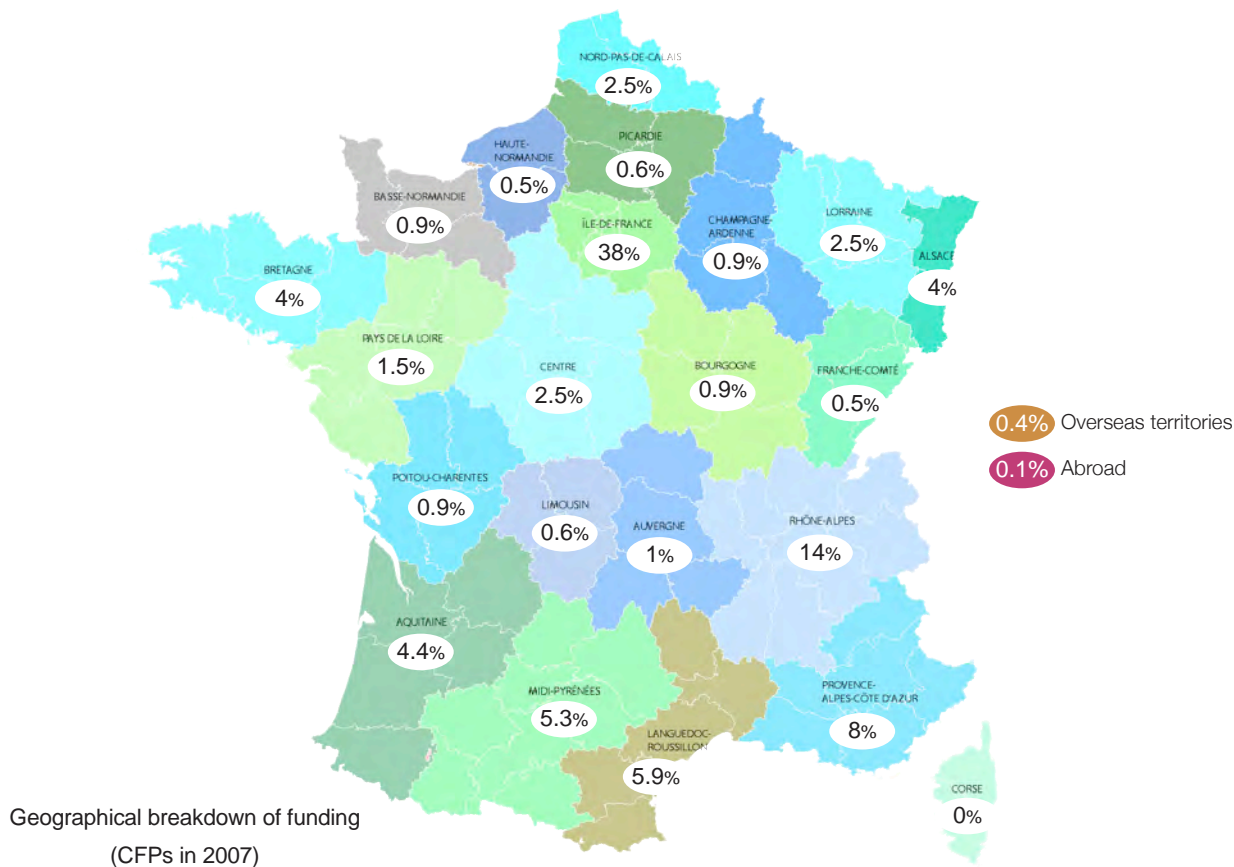 NORD-PAS-DE-CALAIS
2.5%
PICARDIE
0.6%
HAUTE-
NORMANDIE
0.5%
BASSE-NORMANDIE
0.9%
ÎLE-DE-FRANCE
38%
CHAMPAGNE-
ARDENNE
0.9%
LORRAINE
2.5%
ALSACE
4%
BRETAGNE
4%
PAYS DE LA LOIRE
1.5%
CENTRE
2.5%
BOURGOGNE
0.9%
FRANCHE-COMTÉ
0.5%
0.4% Overseas territories
0.1% Abroad
POITOU-CHARENTES
0.9%
LIMOUSIN
0.6%
AUVERGNE
1%
RHÔNE-ALPES
14%
AQUITAINE
4.4%
MIDI-PYRÉNÉES
5.3%
LANGUEDOC-
ROUSSILLON
5.9%
PROVENCE-
ALPES-CÔTE D'AZUR
8%
CORSE
0%
Geographical breakdown of funding
(CFPs in 2007)